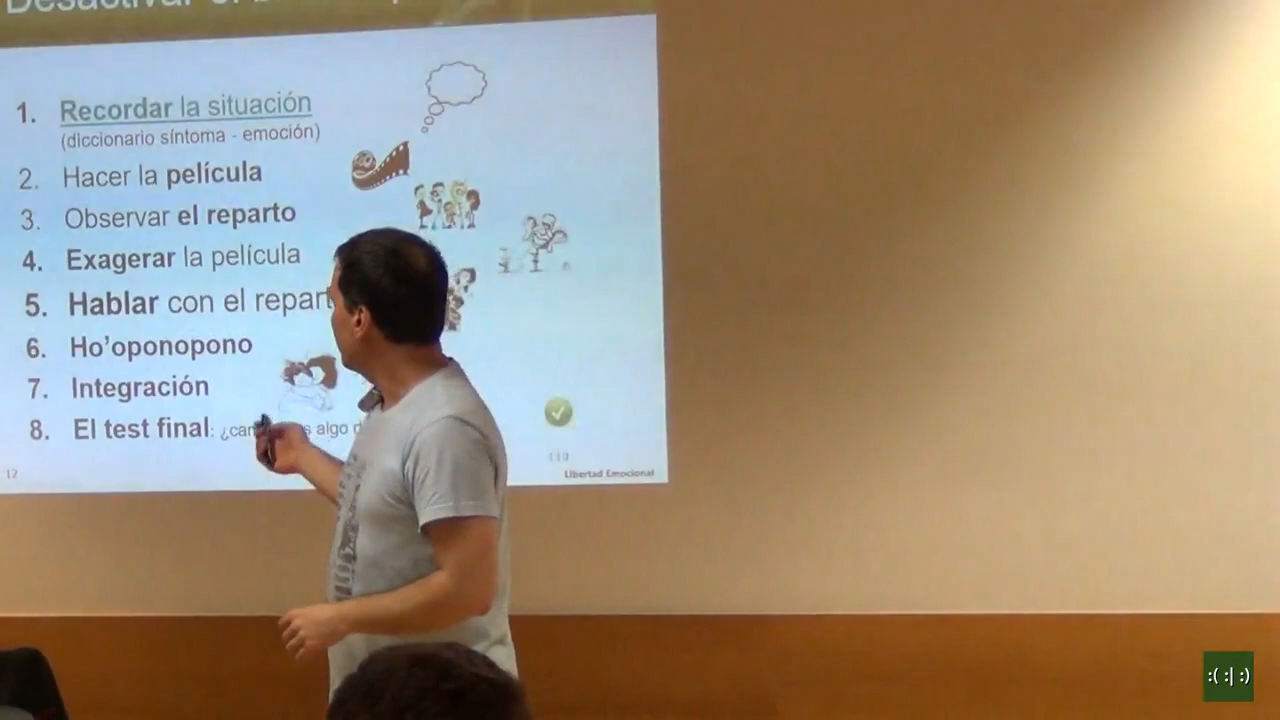 Desactivar
1. Recordar la situación
(diccionario síntoma - emoción)
2. Hacer la película
3. Observar el reparto
4. Exagerar la película
5. Hablar con el repart
6. Ho'oponopono
7. Integración
8. El test final: algo
12
Libertad Emocional
:( :| :)